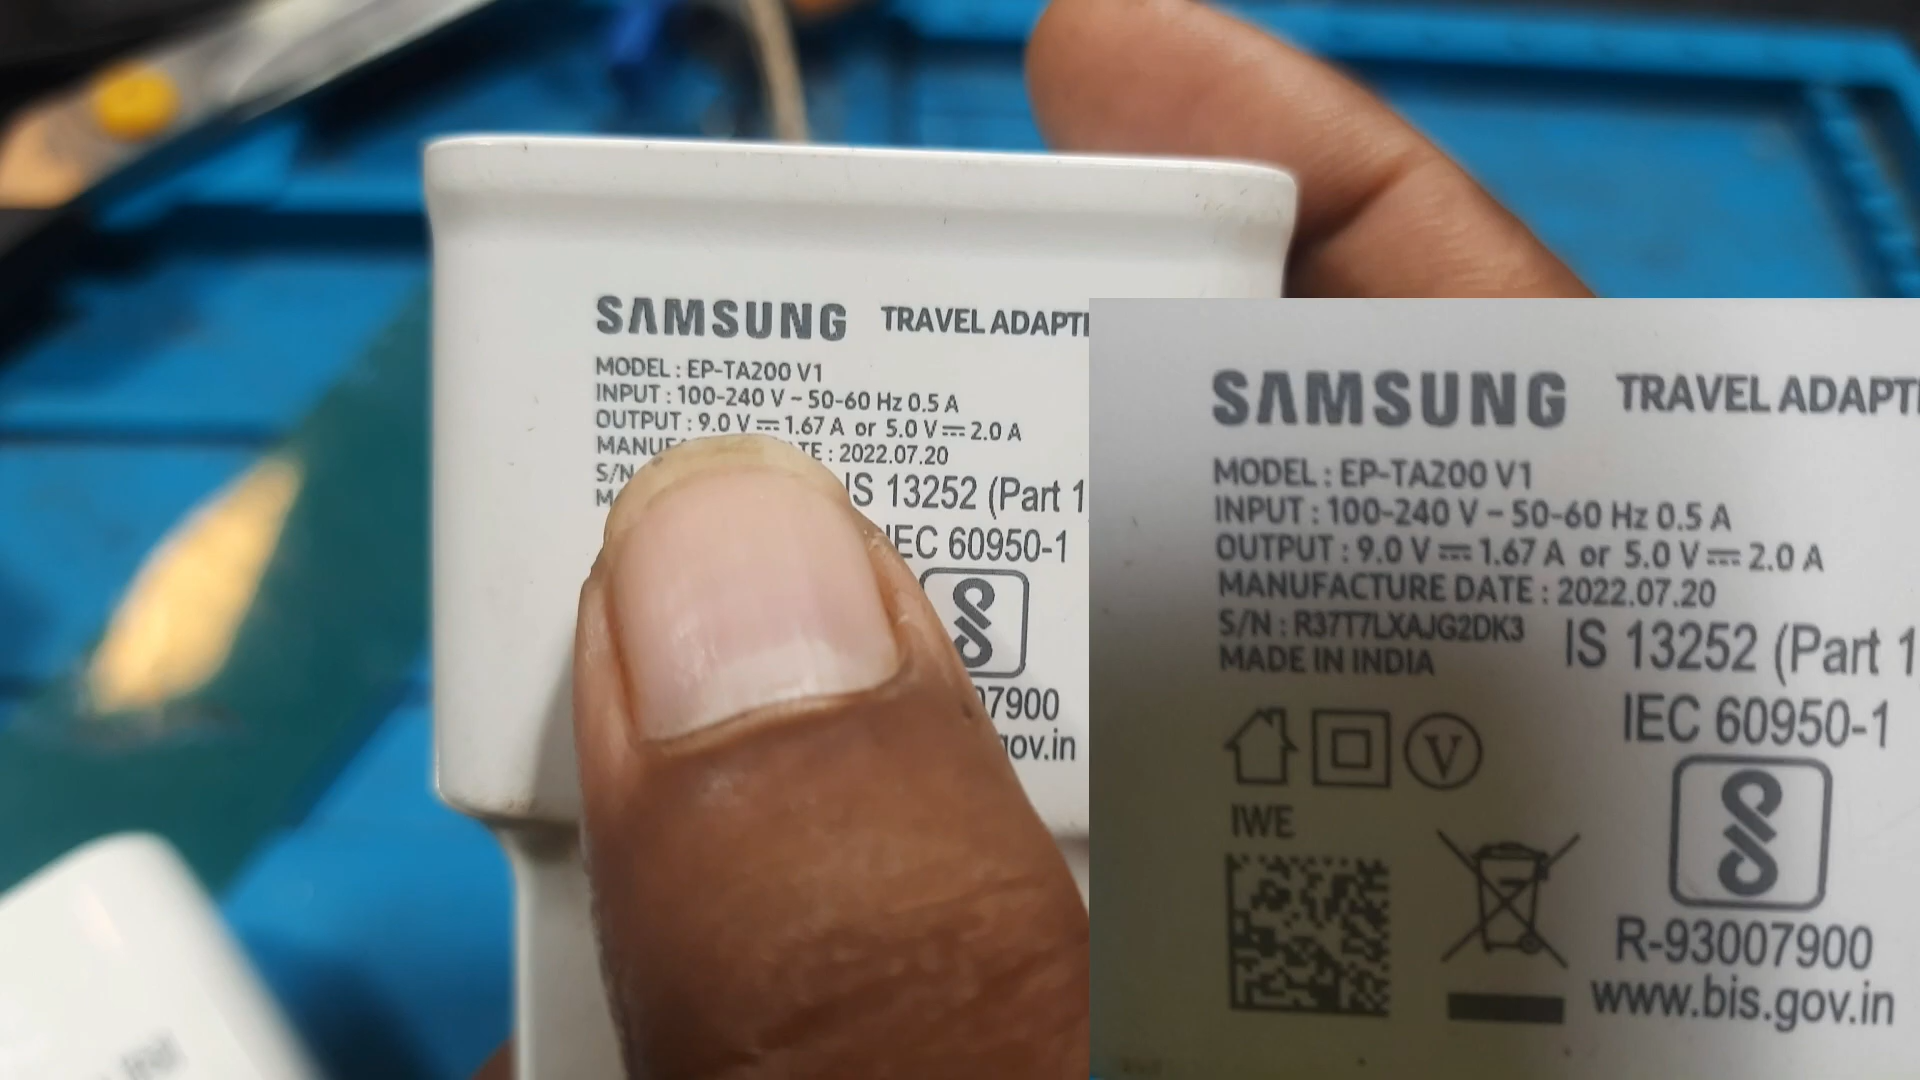 SAMSUNG TRAVEL ADAPT
MODEL : EP-TA200 V1
INPUT : 100-240 V ~ 50-60 Hz 0.5 A
OUTPUT : 9.0 V ⎓ 1.67 A or 5.0 V ⎓ 2.0 A
MANUF TE : 2022.07.20
S/N
IS 13252 (Part 1
IEC 60950-1
7900
gov.in
SAMSUNG TRAVEL ADAPT
MODEL : EP-TA200 V1
INPUT : 100-240 V ~ 50-60 Hz 0.5 A
OUTPUT : 9.0 V ⎓ 1.67 A or 5.0 V ⎓ 2.0 A
MANUFACTURE DATE : 2022.07.20
S/N : R37T7LXAJG2DK3
MADE IN INDIA
IS 13252 (Part 1
IEC 60950-1
V
IWE
R-93007900
www.bis.gov.in